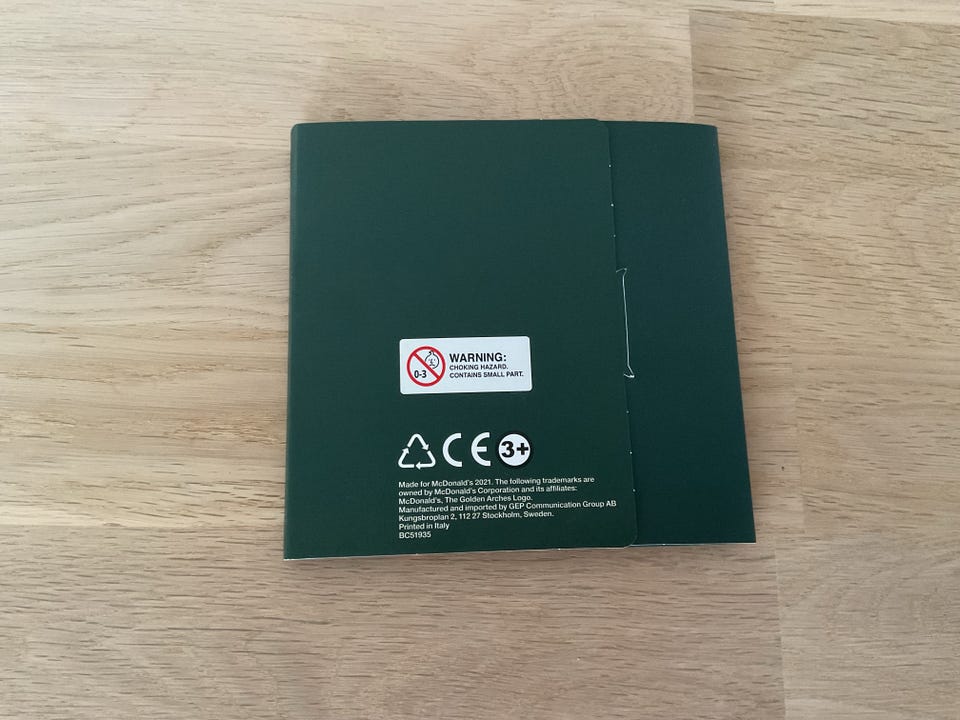 WARNING:
0-3
CHOKING HAZARD.
CONTAINS SMALL PART.
CE
3+
Made for McDonald's 2021. The following trademarks are
owned by McDonald's Corporation and its affiliates:
McDonald's, The Golden Arches Logo.
Manufactured and imported by GEP Communication Group AB
Kungsbroplan 2, 112 27 Stockholm, Sweden.
Printed in Italy
BC51935